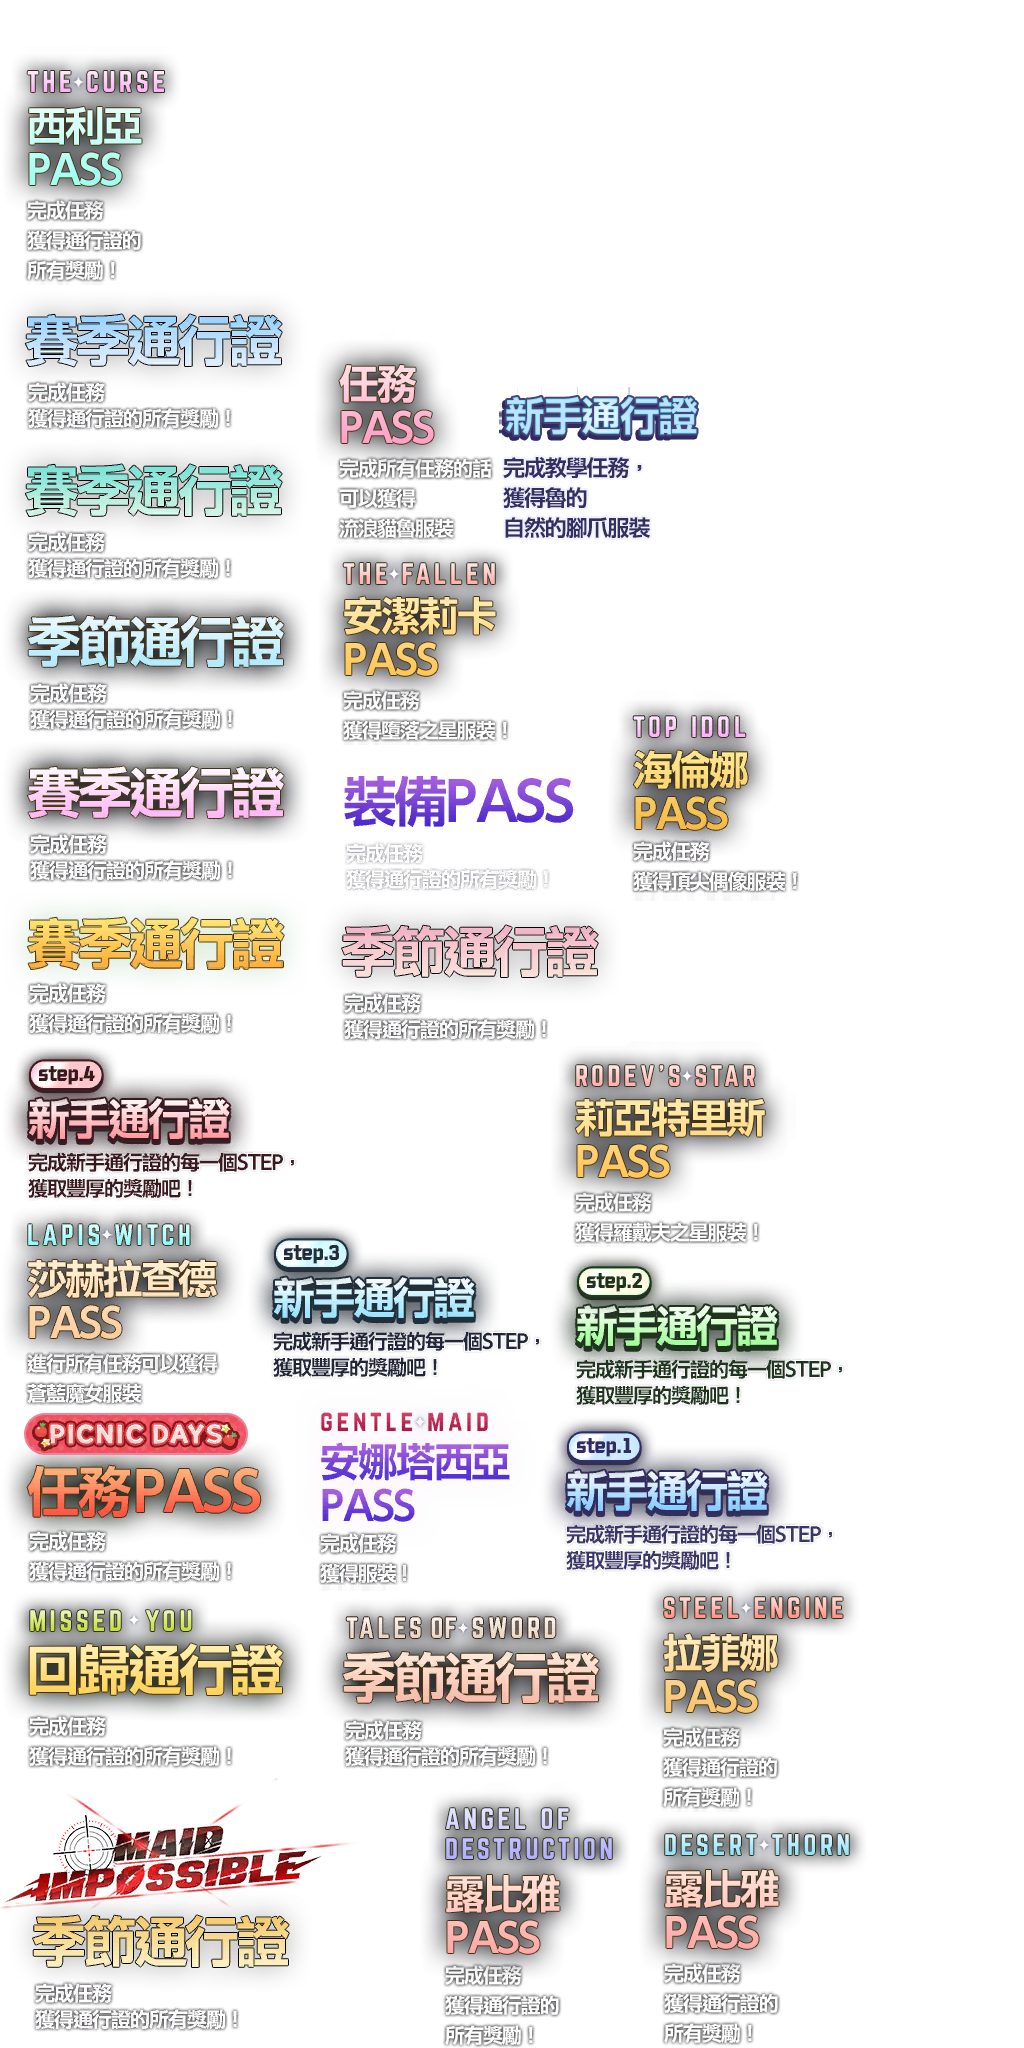 THE✦CURSE
西利亞
PASS
完成任務
獲得通行證的
所有獎勵！
賽季通行證
完成任務
獲得通行證的所有獎勵！
任務
PASS
完成所有任務的話
可以獲得
流浪貓魯服裝
新手通行證
完成教學任務，
獲得魯的
自然的腳爪服裝
賽季通行證
完成任務
獲得通行證的所有獎勵！
THE✦FALLEN
安潔莉卡
PASS
完成任務
獲得墮落之星服裝！
季節通行證
完成任務
獲得通行證的所有獎勵！
TOP IDOL
海倫娜
PASS
完成任務
獲得頂尖偶像服裝！
賽季通行證
完成任務
獲得通行證的所有獎勵！
裝備PASS
完成任務
獲得通行證的所有獎勵！
賽季通行證
完成任務
獲得通行證的所有獎勵！
季節通行證
完成任務
獲得通行證的所有獎勵！
step.4
新手通行證
完成新手通行證的每一個STEP，
獲取豐厚的獎勵吧！
RODEV'S✦STAR
莉亞特里斯
PASS
完成任務
獲得羅戴夫之星服裝！
LAPIS✦WITCH
莎赫拉查德
PASS
進行所有任務可以獲得
蒼藍魔女服裝
step.3
新手通行證
完成新手通行證的每一個STEP，
獲取豐厚的獎勵吧！
step.2
新手通行證
完成新手通行證的每一個STEP，
獲取豐厚的獎勵吧！
PICNIC DAYS
任務PASS
完成任務
獲得通行證的所有獎勵！
GENTLE✦MAID
安娜塔西亞
PASS
完成任務
獲得服裝！
step.1
新手通行證
完成新手通行證的每一個STEP，
獲取豐厚的獎勵吧！
MISSED✦YOU
回歸通行證
完成任務
獲得通行證的所有獎勵！
TALES OF✦SWORD
季節通行證
完成任務
獲得通行證的所有獎勵！
STEEL✦ENGINE
拉菲娜
PASS
完成任務
獲得通行證的
所有獎勵！
MAID
IMPOSSIBLE
季節通行證
完成任務
獲得通行證的所有獎勵！
ANGEL OF
DESTRUCTION
露比雅
PASS
完成任務
獲得通行證的
所有獎勵！
DESERT✦THORN
露比雅
PASS
完成任務
獲得通行證的
所有獎勵！